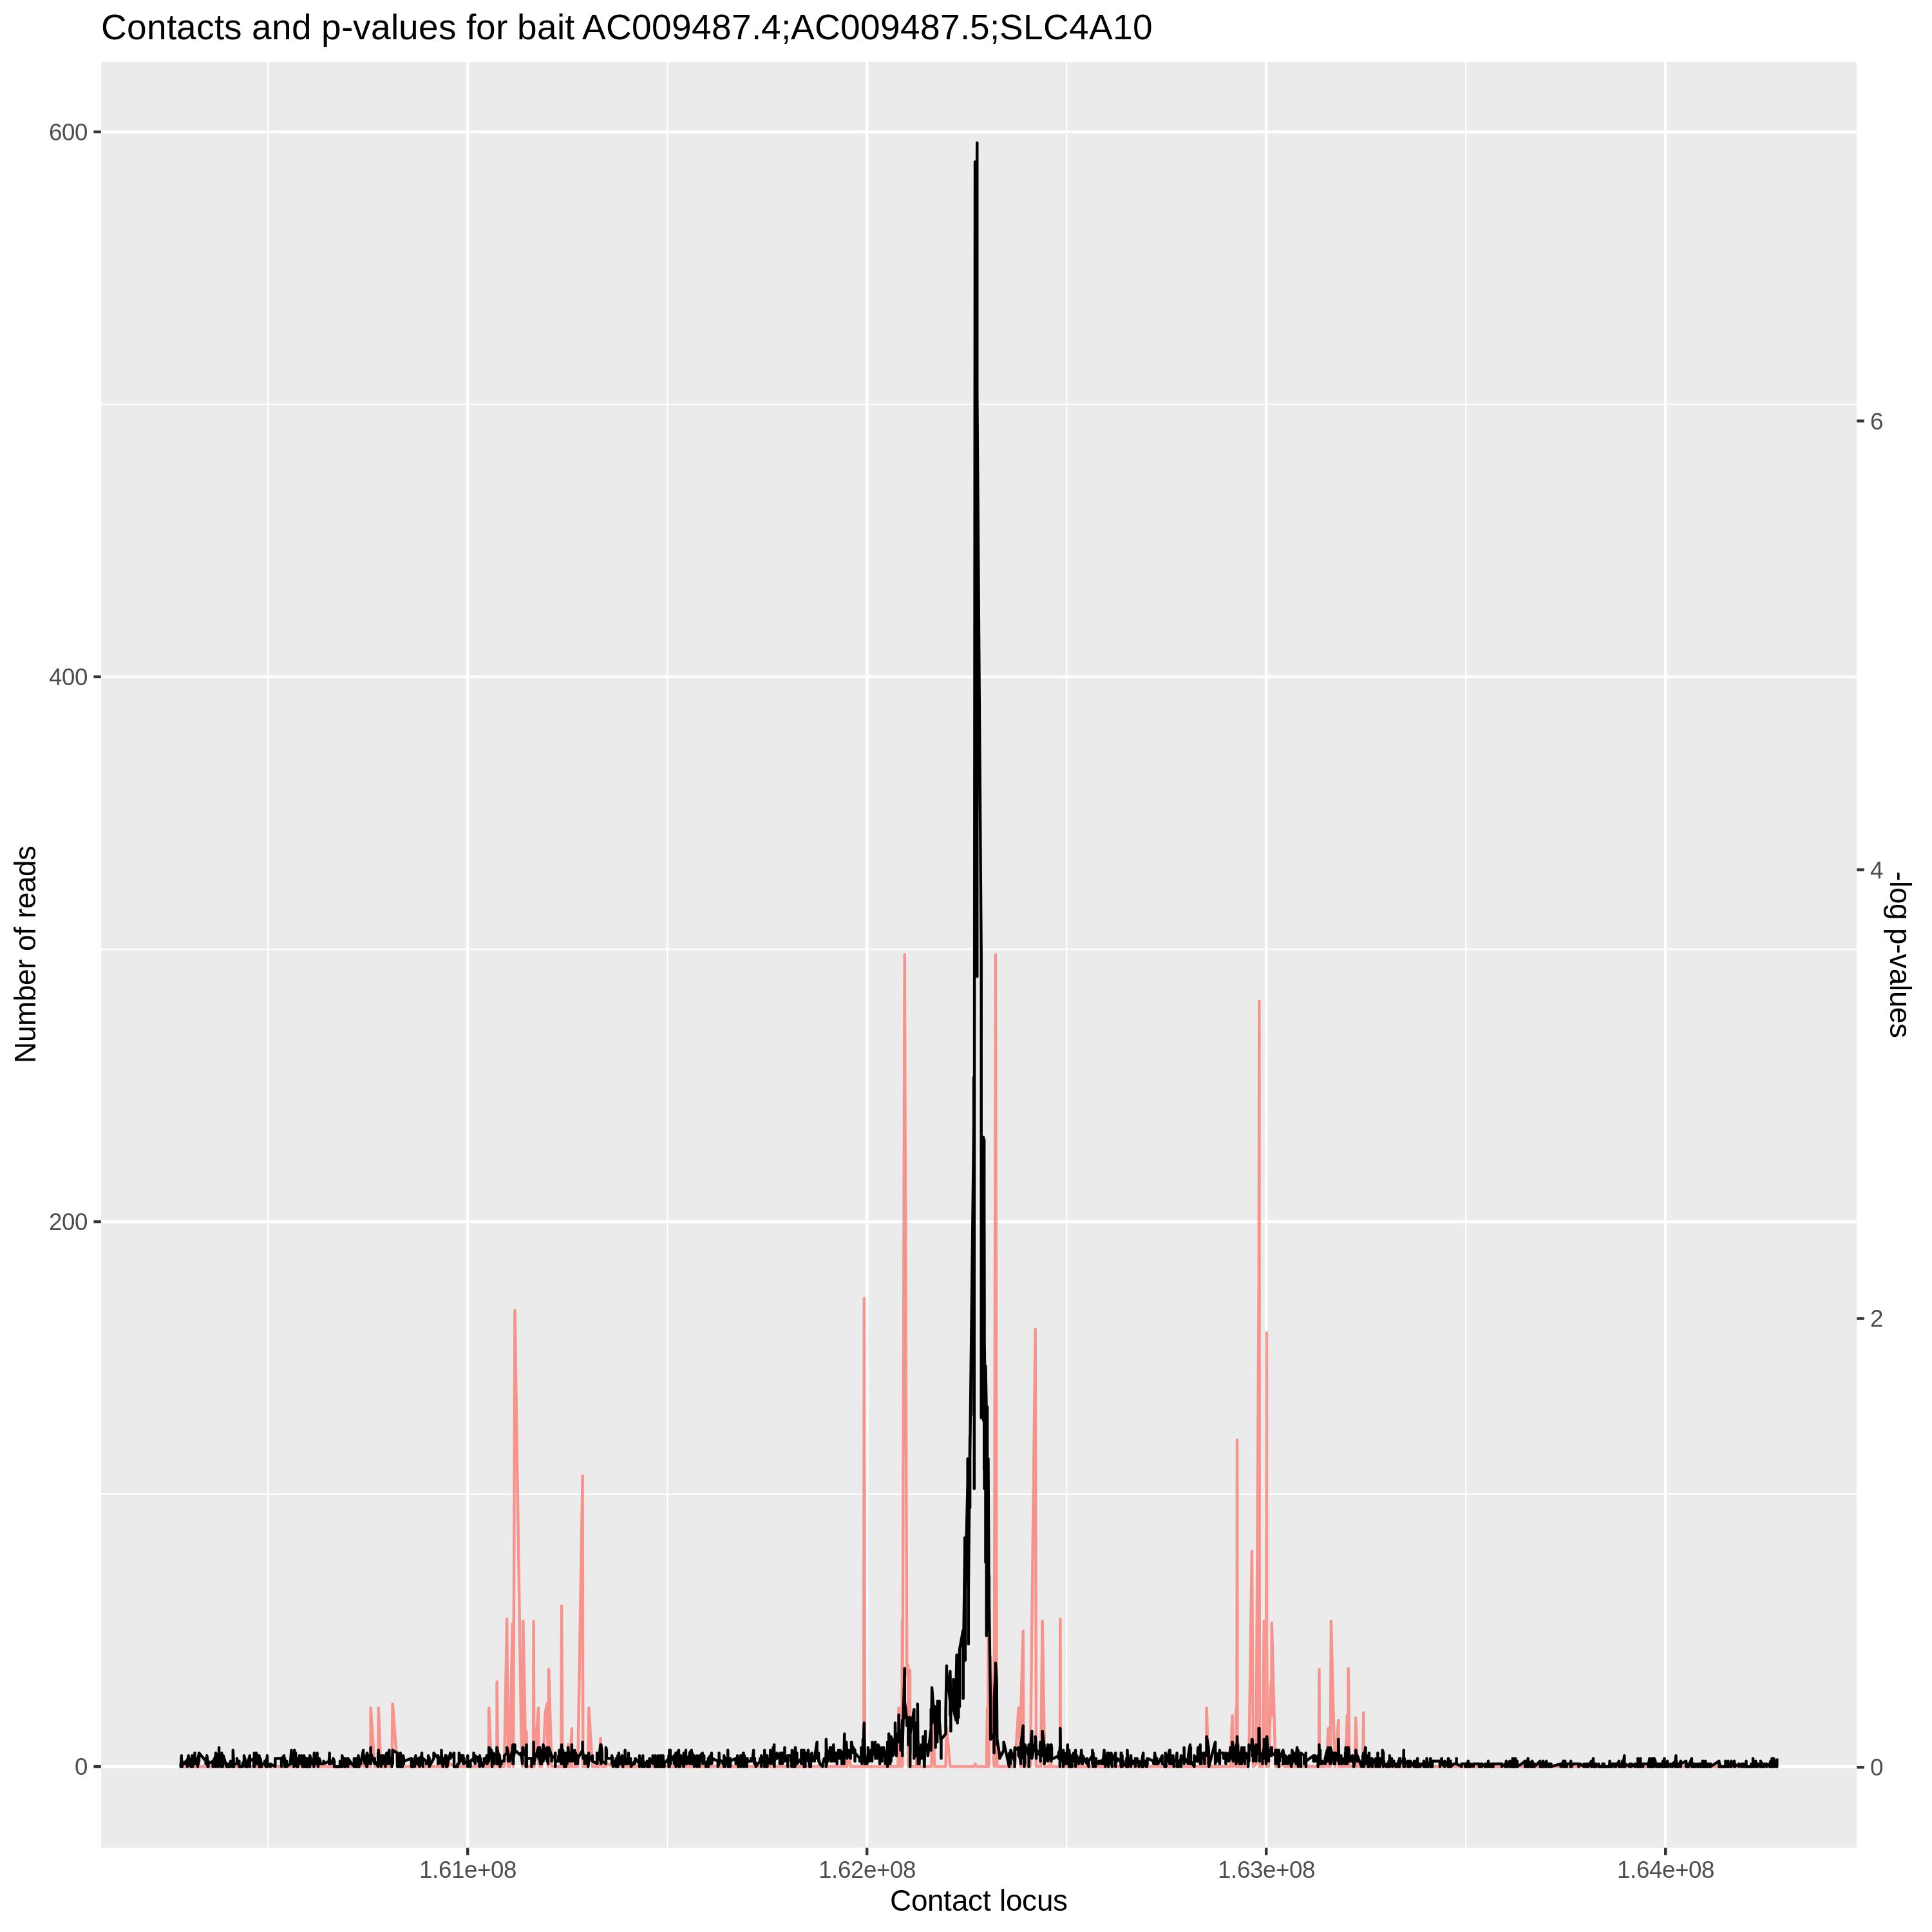 Contacts and p-values for bait AC009487.4;AC009487.5;SLC4A10
600
400
200
0
Number of reads
6
4
2
0
-log p-values
1.61e+08 1.62e+08 1.63e+08 1.64e+08
Contact locus